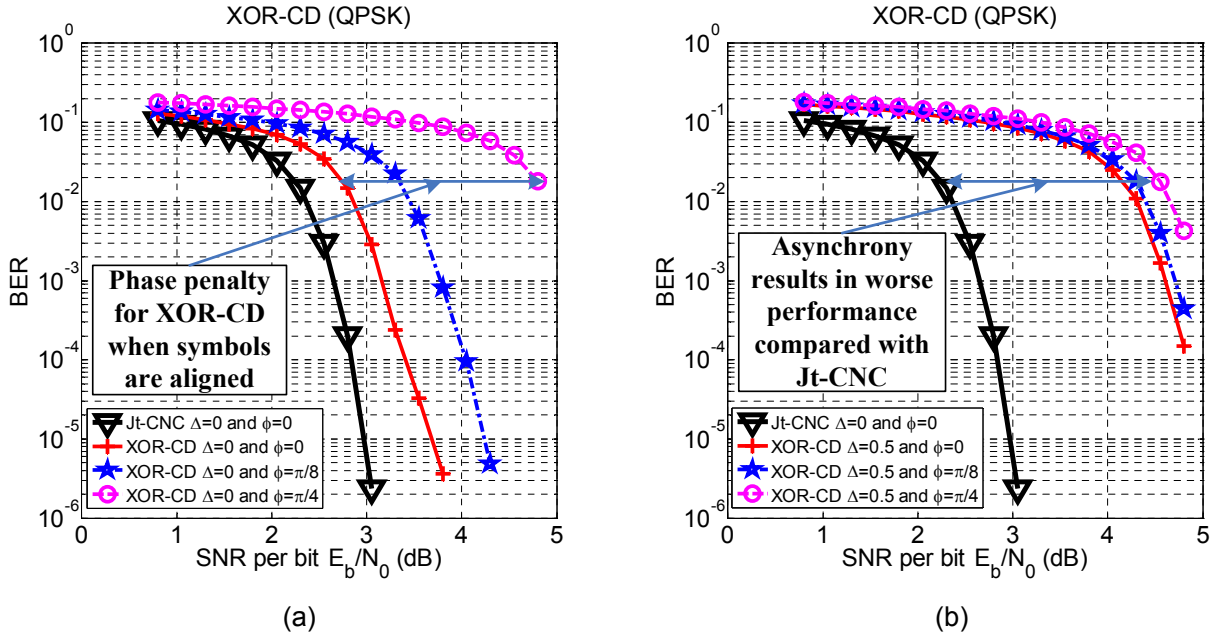 XOR-CD (QPSK)
10^0
10^-1
10^-2
10^-3
10^-4
10^-5
10^-6
BER
0
1
2
3
4
5
SNR per bit E_b/N_0 (dB)
Phase penalty
for XOR-CD
when symbols
are aligned
Jt-CNC Δ=0 and ϕ=0
XOR-CD Δ=0 and ϕ=0
XOR-CD Δ=0 and ϕ=π/8
XOR-CD Δ=0 and ϕ=π/4
(a)
XOR-CD (QPSK)
10^0
10^-1
10^-2
10^-3
10^-4
10^-5
10^-6
BER
0
1
2
3
4
5
SNR per bit E_b/N_0 (dB)
Asynchrony
results in worse
performance
compared with
Jt-CNC
Jt-CNC Δ=0 and ϕ=0
XOR-CD Δ=0.5 and ϕ=0
XOR-CD Δ=0.5 and ϕ=π/8
XOR-CD Δ=0.5 and ϕ=π/4
(b)